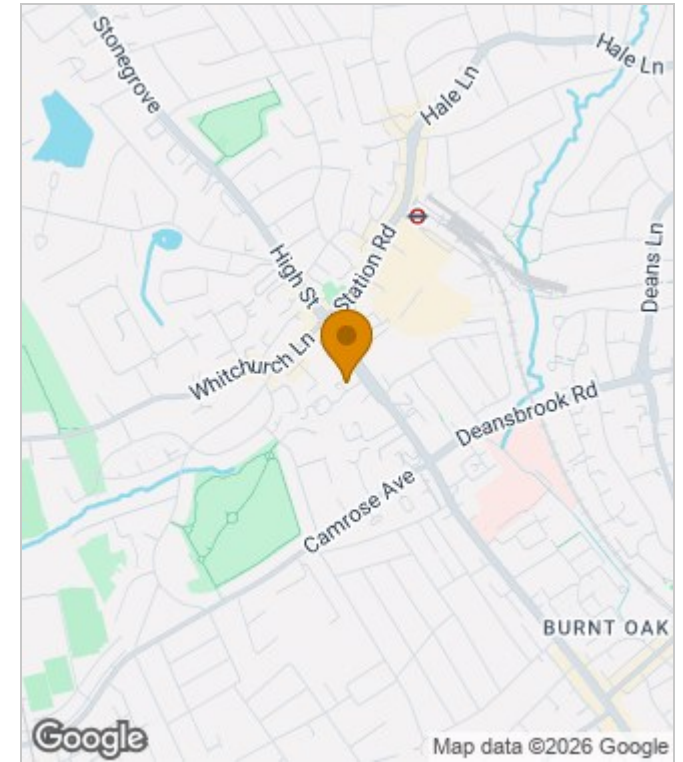 Stonegrove
Hale Ln
Hale Ln
Station Rd
High St
Deans Ln
Whitchurch Ln
Deansbrook Rd
Camrose Ave
BURNT OAK
Google
Map data ©2026 Google